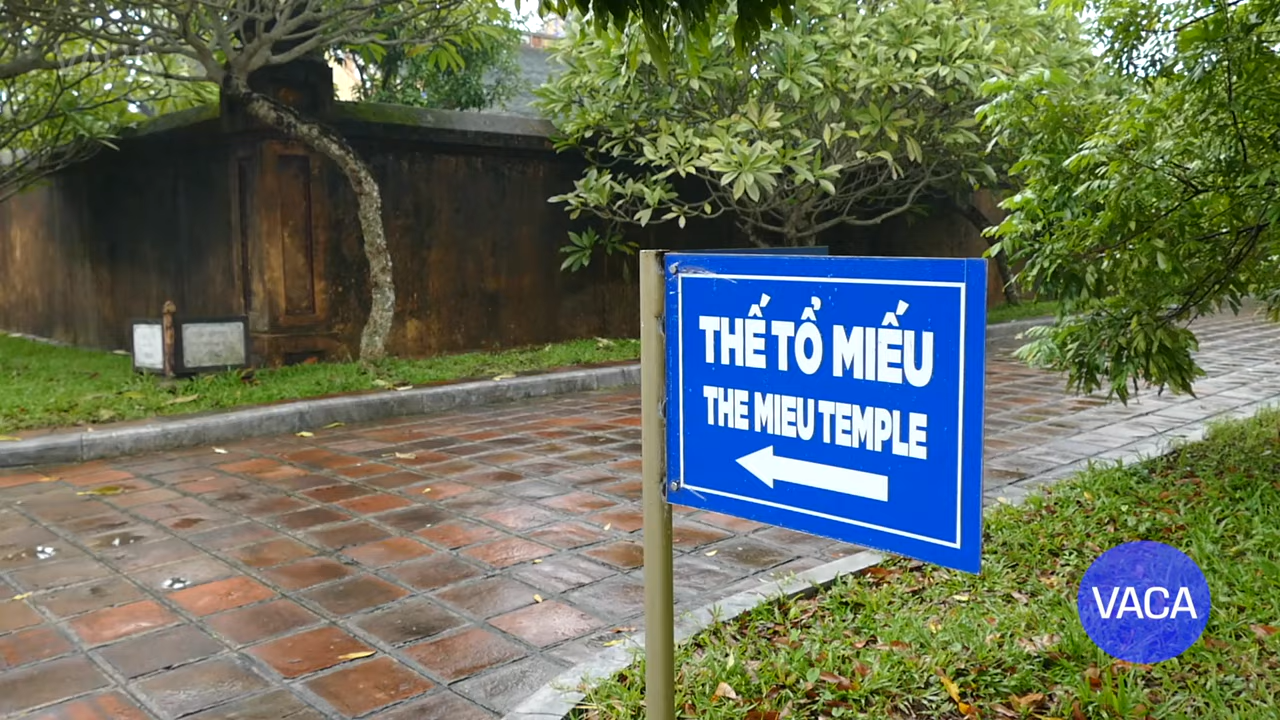 THẾ TỔ MIẾU
THE MIEU TEMPLE
VACA